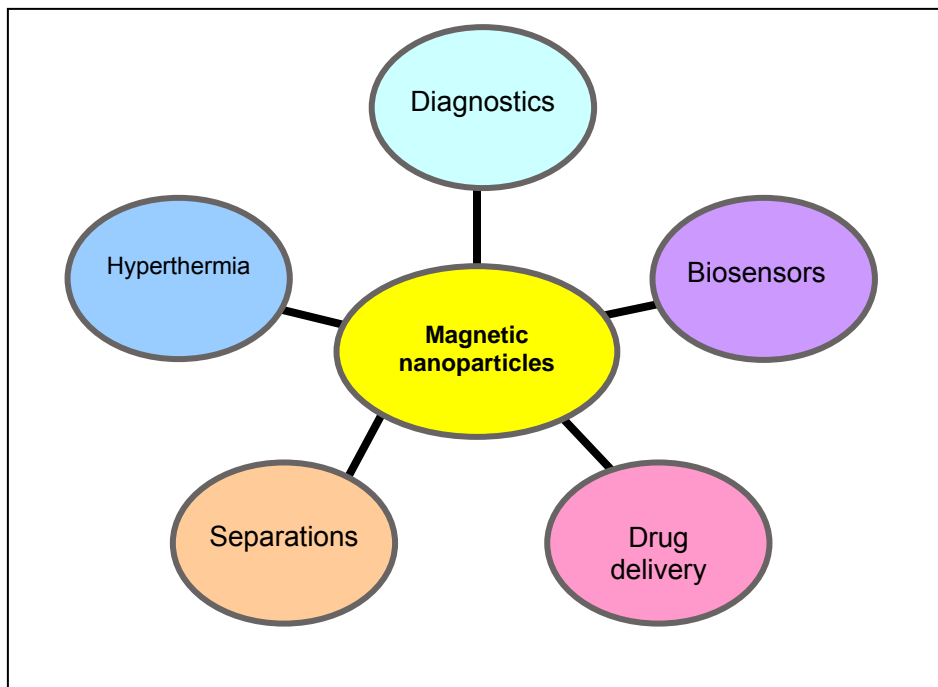 Diagnostics
Hyperthermia
Biosensors
Magnetic
nanoparticles
Separations
Drug
delivery